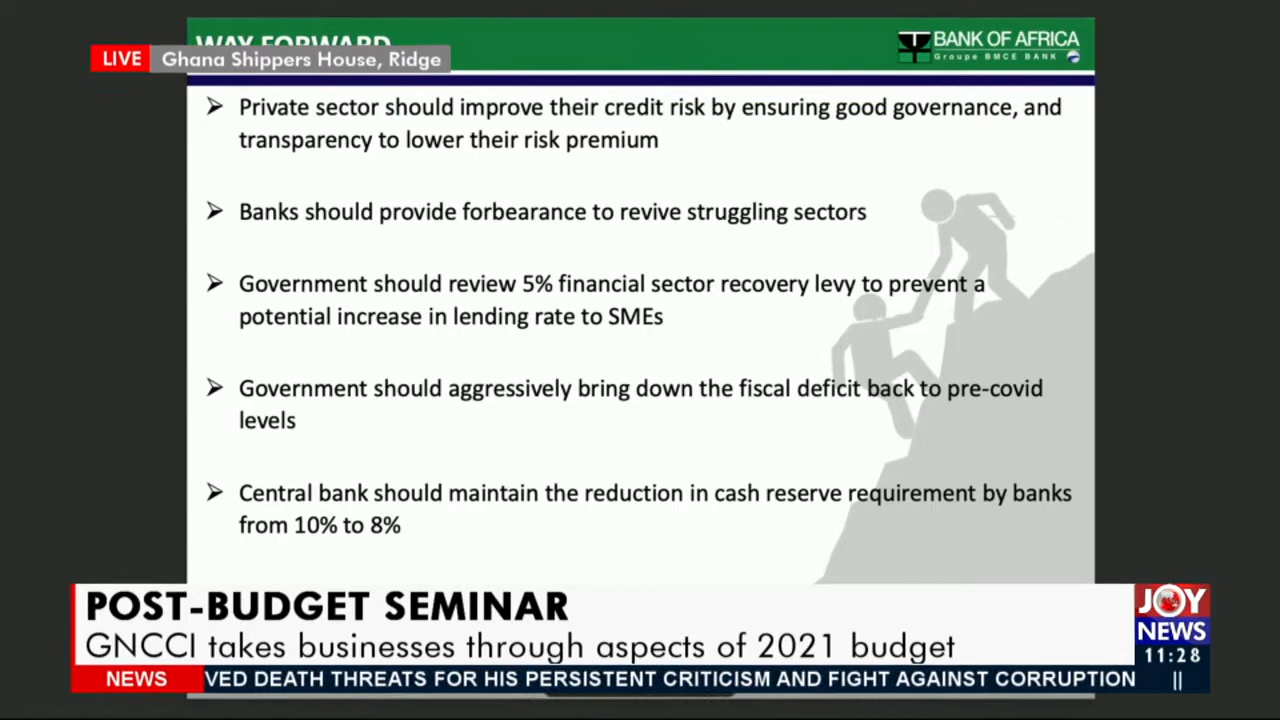 WAY FORWARD
LIVE
Ghana Shippers House, Ridge
BANK OF AFRICA
Groupe BMCE BANK
Private sector should improve their credit risk by ensuring good governance, and
transparency to lower their risk premium
Banks should provide forbearance to revive struggling sectors
Government should review 5% financial sector recovery levy to prevent a
potential increase in lending rate to SMEs
Government should aggressively bring down the fiscal deficit back to pre-covid
levels
Central bank should maintain the reduction in cash reserve requirement by banks
from 10% to 8%
POST-BUDGET SEMINAR
GNCCI takes businesses through aspects of 2021 budget
JOY
NEWS
11:28
NEWS
VED DEATH THREATS FOR HIS PERSISTENT CRITICISM AND FIGHT AGAINST CORRUPTION